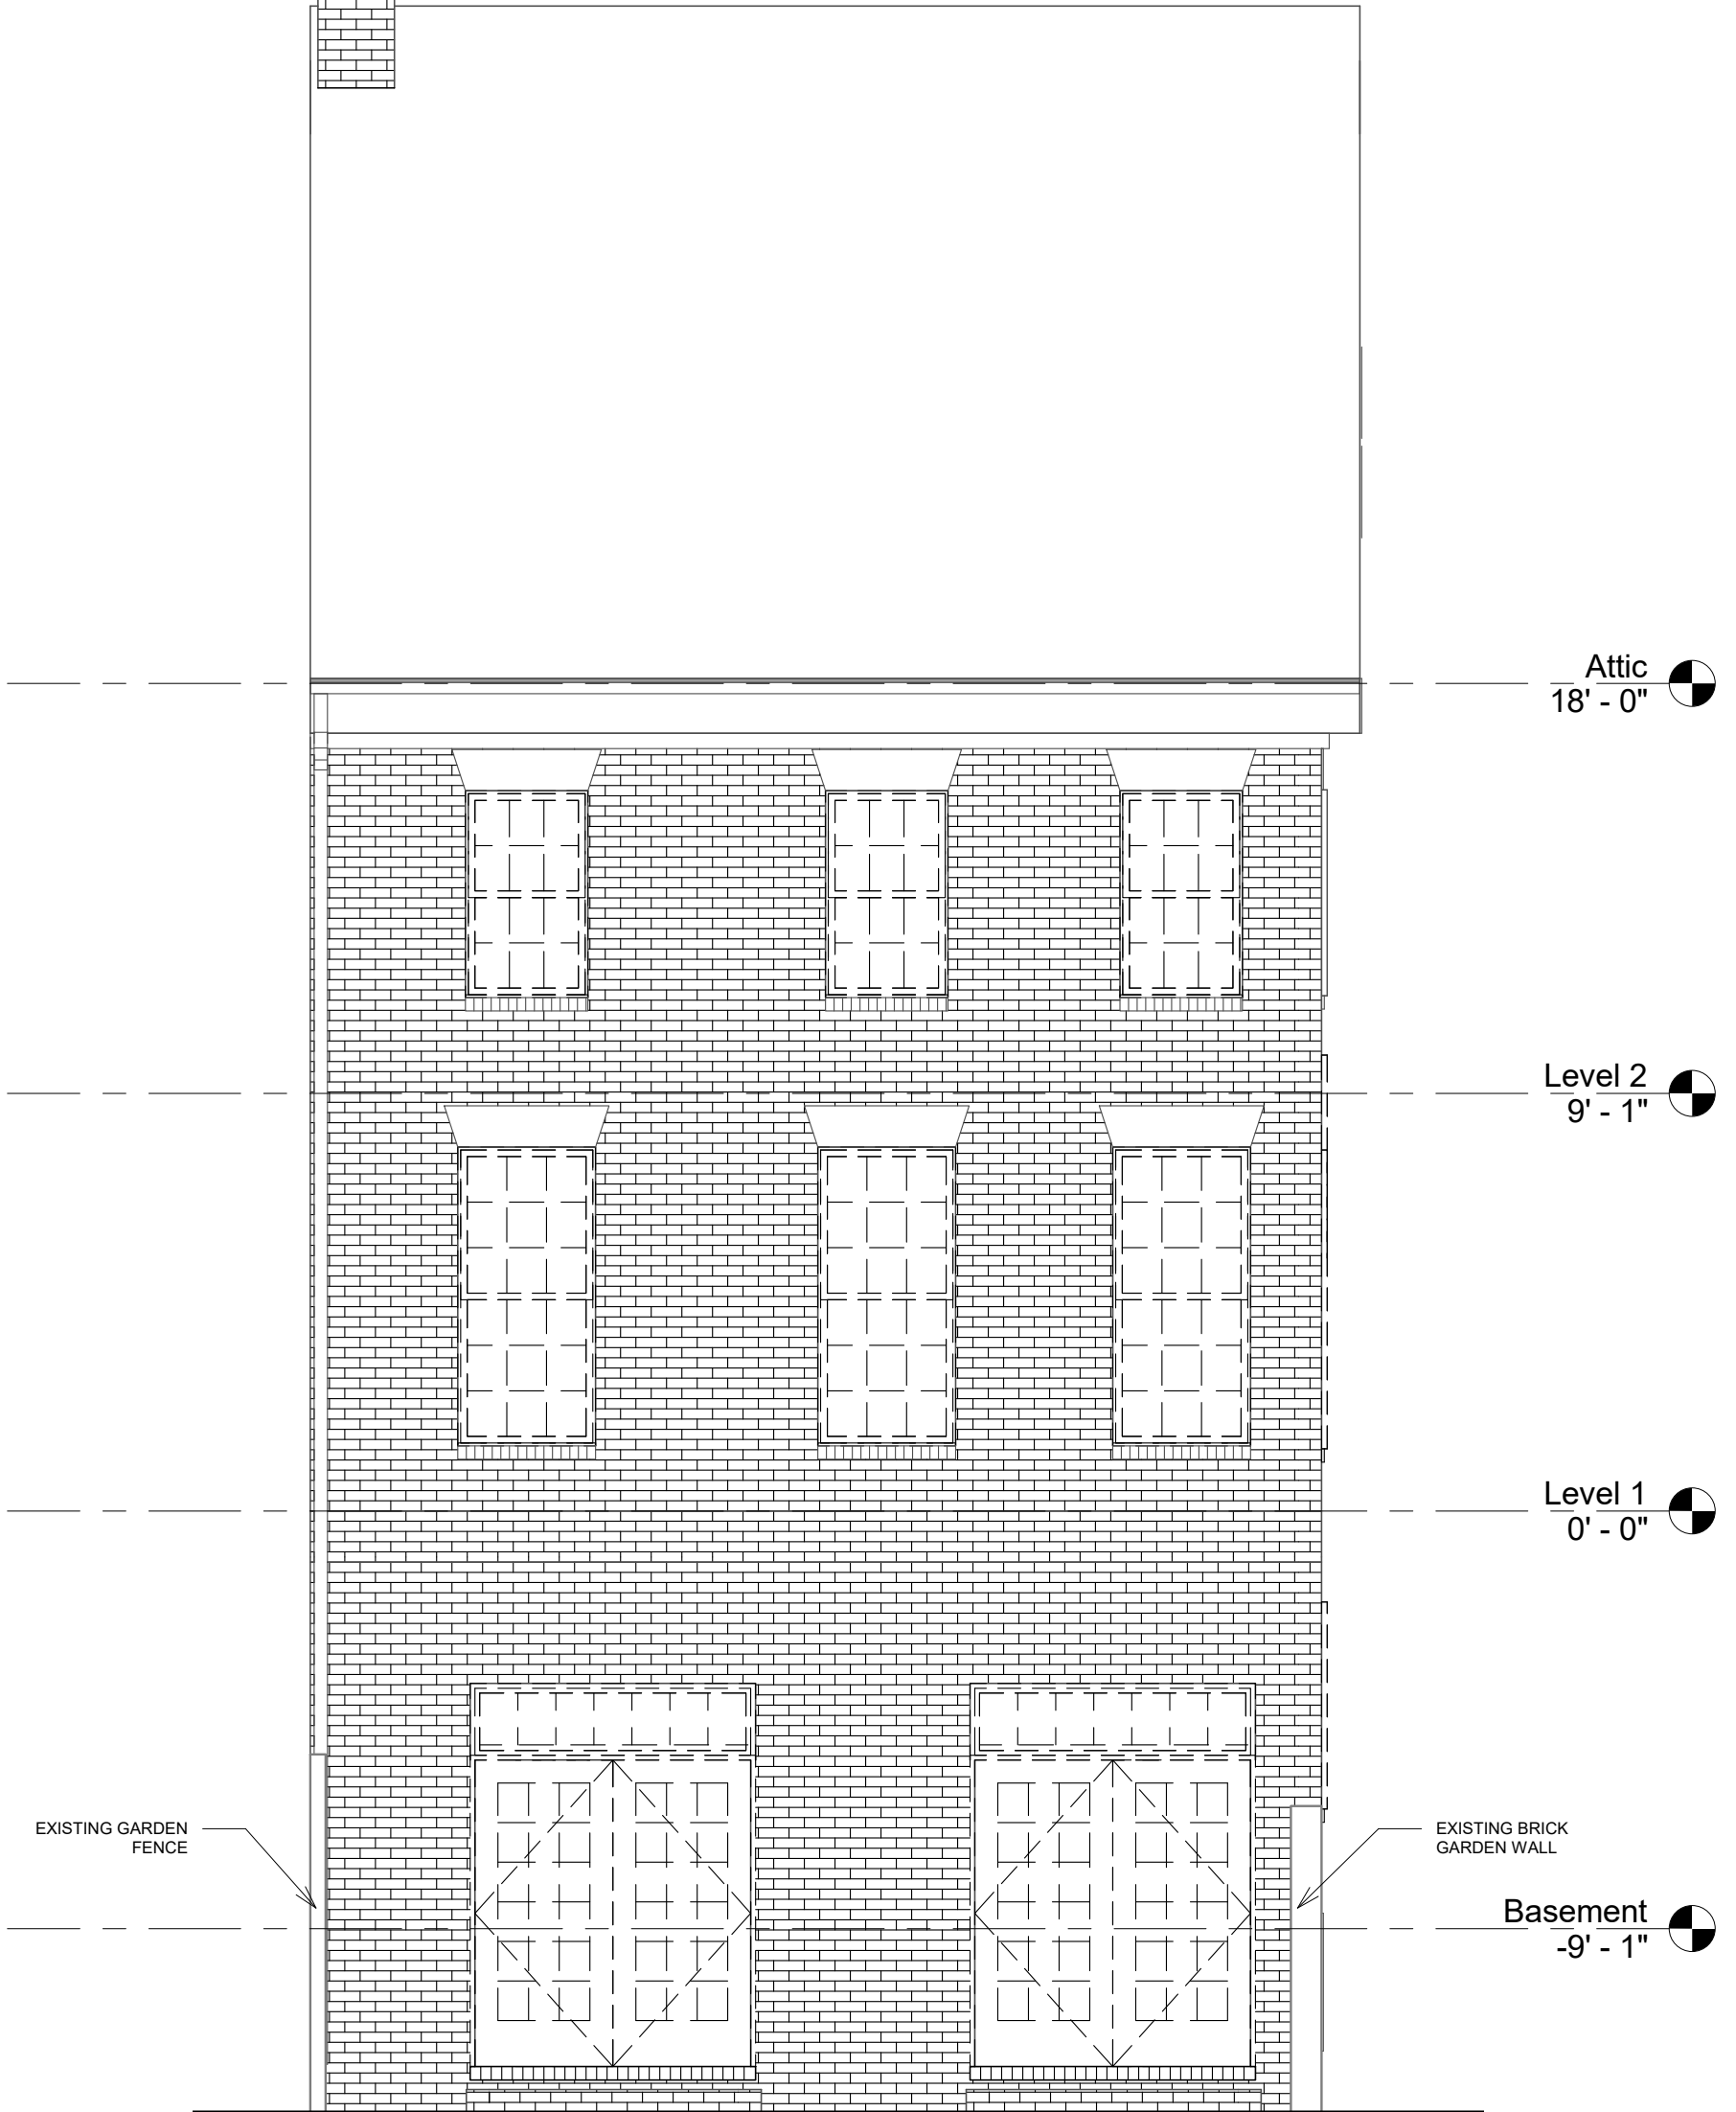 Attic
18' - 0"
Level 2
9' - 1"
Level 1
0' - 0"
EXISTING GARDEN
FENCE
EXISTING BRICK
GARDEN WALL
Basement
-9' - 1"